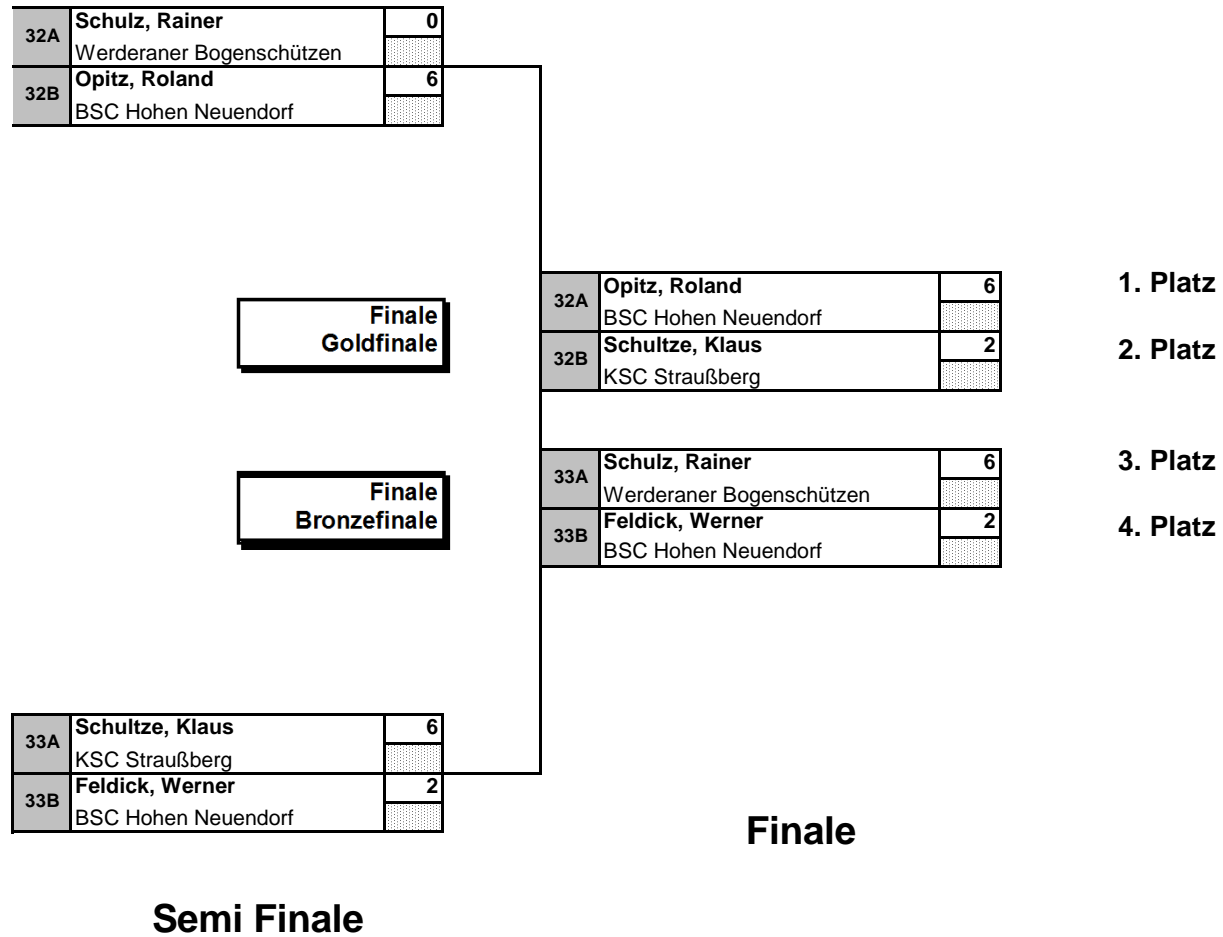 32A Schulz, Rainer 0
Werderaner Bogenschützen
32B Opitz, Roland 6
BSC Hohen Neuendorf
Finale
Goldfinale
32A Opitz, Roland 6 1. Platz
BSC Hohen Neuendorf
32B Schultze, Klaus 2 2. Platz
KSC Straußberg
Finale
Bronzefinale
33A Schulz, Rainer 6 3. Platz
Werderaner Bogenschützen
33B Feldick, Werner 2 4. Platz
BSC Hohen Neuendorf
33A Schultze, Klaus 6
KSC Straußberg
33B Feldick, Werner 2
BSC Hohen Neuendorf
Finale
Semi Finale